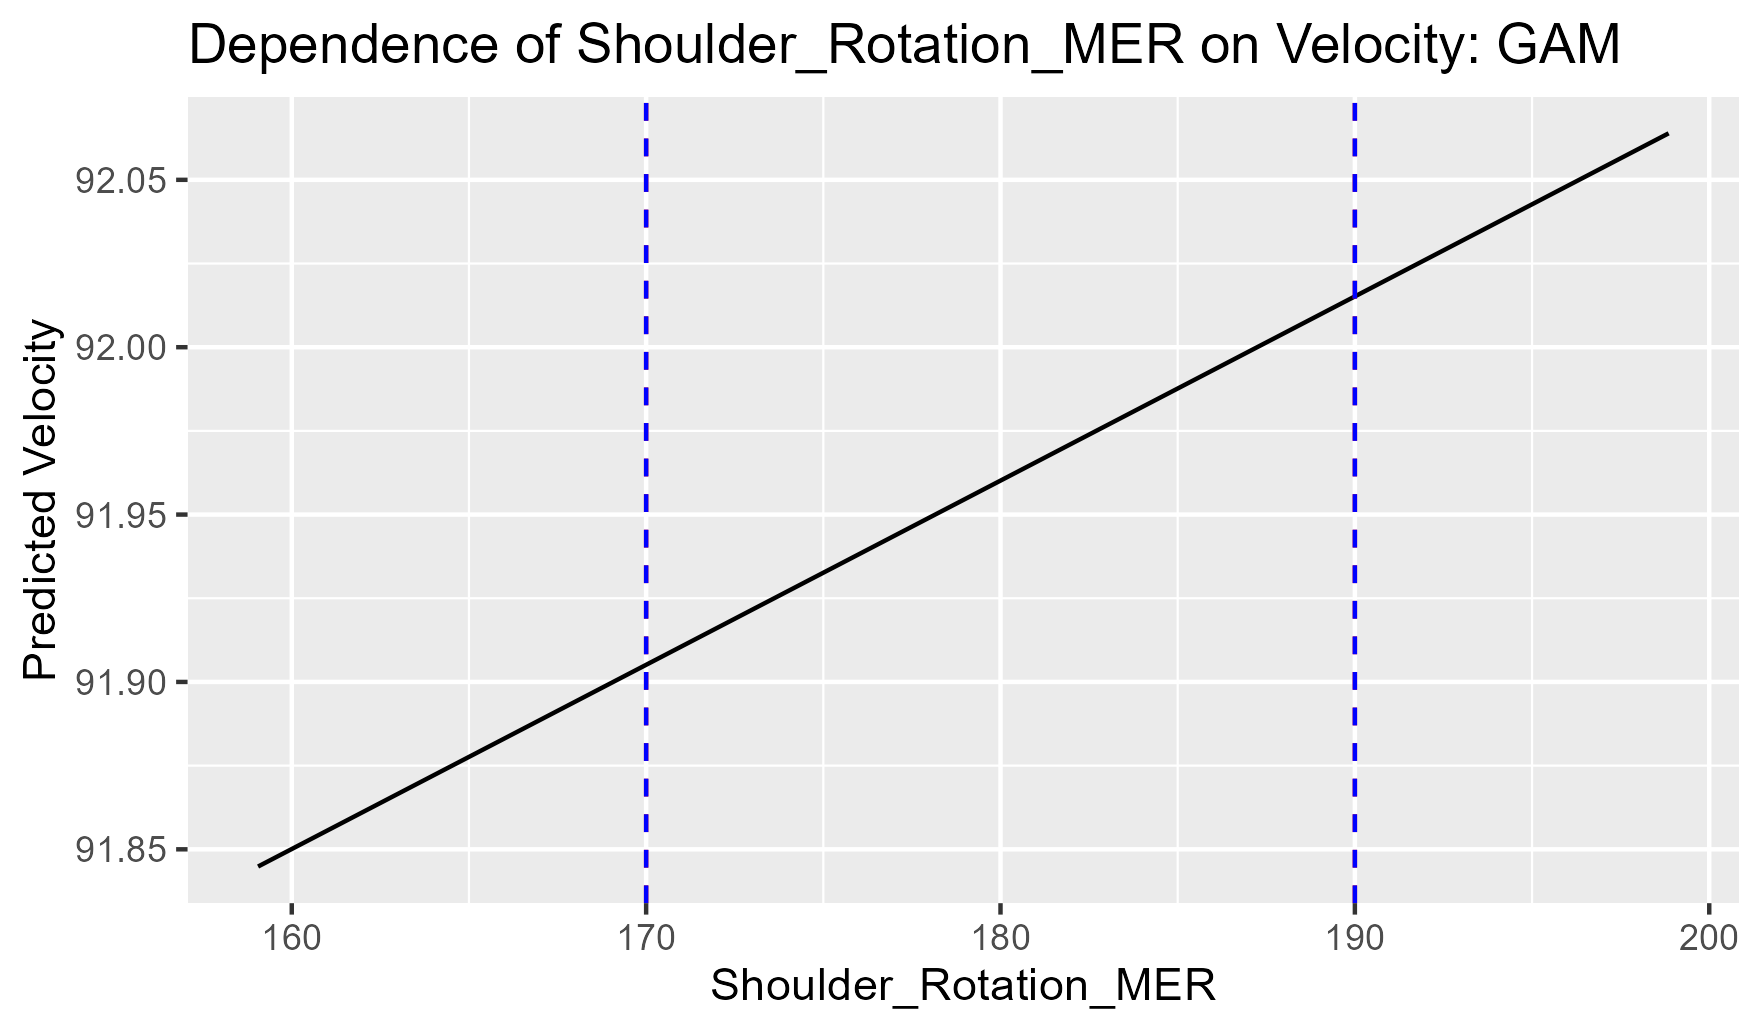 Dependence of Shoulder_Rotation_MER on Velocity: GAM
Predicted Velocity
92.05
92.00
91.95
91.90
91.85
160 170 180 190 200
Shoulder_Rotation_MER